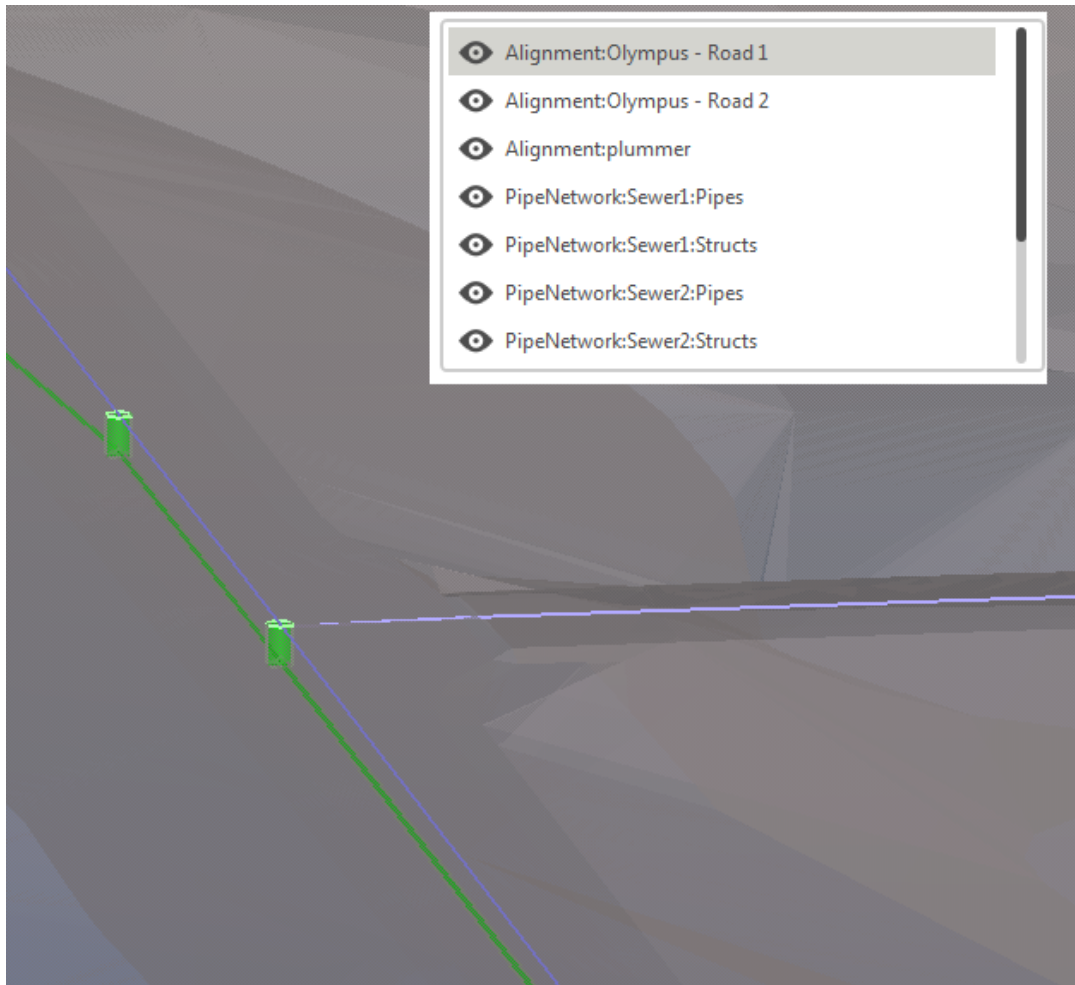 Alignment:Olympus - Road 1
Alignment:Olympus - Road 2
Alignment:plummer
PipeNetwork:Sewer1:Pipes
PipeNetwork:Sewer1:Structs
PipeNetwork:Sewer2:Pipes
PipeNetwork:Sewer2:Structs